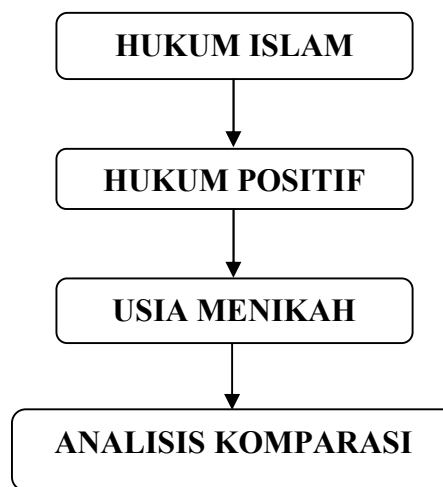 HUKUM ISLAM
HUKUM POSITIF
USIA MENIKAH
ANALISIS KOMPARASI